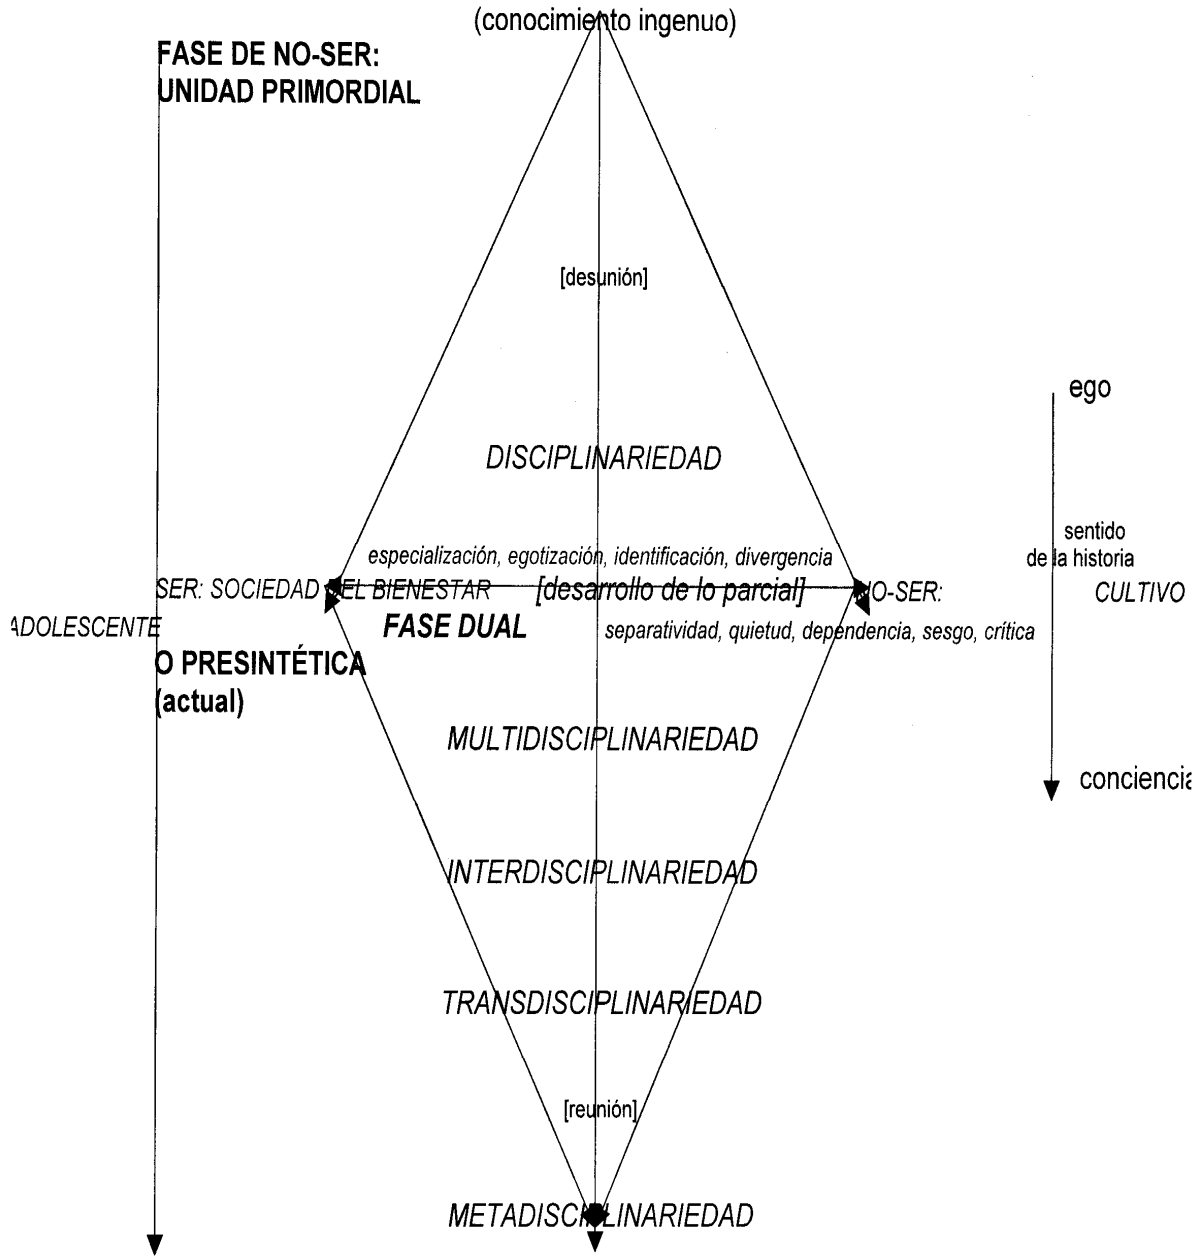 (conocimiento ingenuo)
FASE DE NO-SER:
UNIDAD PRIMORDIAL
[desunión]
ego
DISCIPLINARIEDAD
sentido
de la historia
especialización, egotización, identificación, divergencia
SER: SOCIEDAD DEL BIENESTAR [desarrollo de lo parcial] NO-SER: CULTIVO
ADOLESCENTE FASE DUAL separatividad, quietud, dependencia, sesgo, crítica
O PRESINTÉTICA
(actual)
MULTIDISCIPLINARIEDAD
conciencia
INTERDISCIPLINARIEDAD
TRANSDISCIPLINARIEDAD
[reunión]
METADISCIPLINARIEDAD